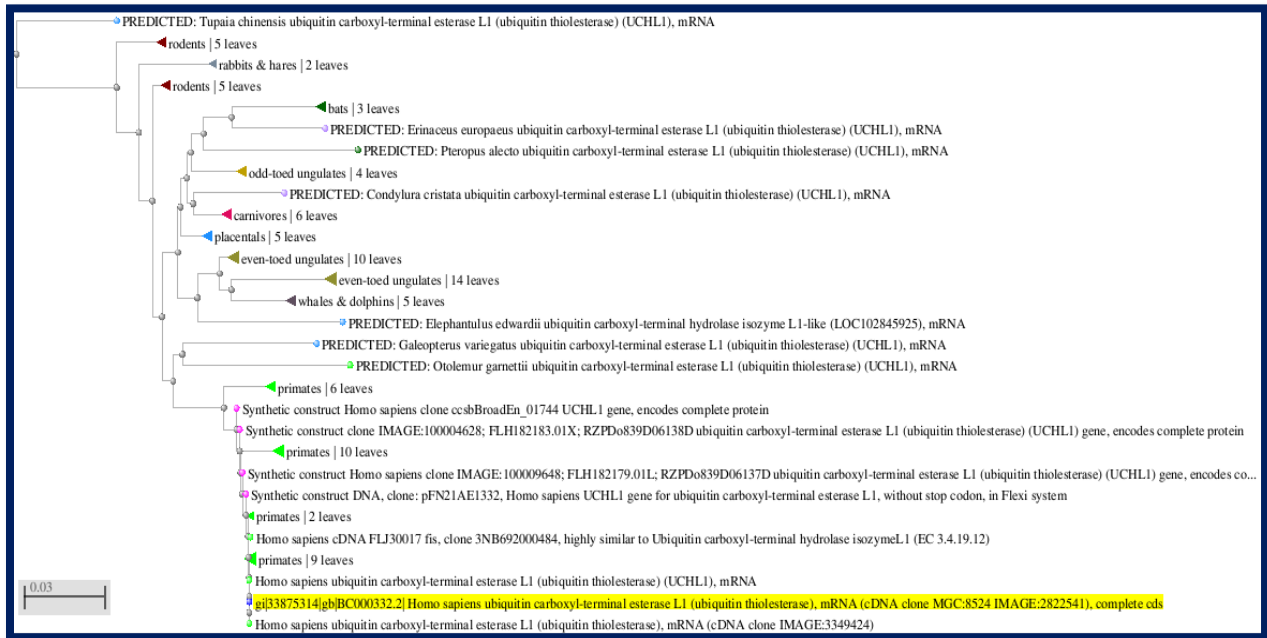 PREDICTED: Tupaia chinensis ubiquitin carboxyl-terminal esterase L1 (ubiquitin thiolesterase) (UCHL1), mRNA
rodents | 5 leaves
rabbits & hares | 2 leaves
rodents | 5 leaves
bats | 3 leaves
PREDICTED: Erinaceus europaeus ubiquitin carboxyl-terminal esterase L1 (ubiquitin thiolesterase) (UCHL1), mRNA
PREDICTED: Pteropus alecto ubiquitin carboxyl-terminal esterase L1 (ubiquitin thiolesterase) (UCHL1), mRNA
odd-toed ungulates | 4 leaves
PREDICTED: Condylura cristata ubiquitin carboxyl-terminal esterase L1 (ubiquitin thiolesterase) (UCHL1), mRNA
carnivores | 6 leaves
placentals | 5 leaves
even-toed ungulates | 10 leaves
even-toed ungulates | 14 leaves
whales & dolphins | 5 leaves
PREDICTED: Elephantulus edwardii ubiquitin carboxyl-terminal hydrolase isozyme L1-like (LOC102845925), mRNA
PREDICTED: Galeopterus variegatus ubiquitin carboxyl-terminal esterase L1 (ubiquitin thiolesterase) (UCHL1), mRNA
PREDICTED: Otolemur garnettii ubiquitin carboxyl-terminal esterase L1 (ubiquitin thiolesterase) (UCHL1), mRNA
primates | 6 leaves
Synthetic construct Homo sapiens clone ccsbBroadEn_01744 UCHL1 gene, encodes complete protein
Synthetic construct clone IMAGE:100004628; FLH182183.01X; RZPDo839D06138D ubiquitin carboxyl-terminal esterase L1 (ubiquitin thiolesterase) (UCHL1) gene, encodes complete protein
primates | 10 leaves
Synthetic construct Homo sapiens clone IMAGE:100009648; FLH182179.01L; RZPDo839D06137D ubiquitin carboxyl-terminal esterase L1 (ubiquitin thiolesterase) (UCHL1) gene, encodes co...
Synthetic construct DNA, clone: pFN21AE1332, Homo sapiens UCHL1 gene for ubiquitin carboxyl-terminal esterase L1, without stop codon, in Flexi system
primates | 2 leaves
Homo sapiens cDNA FLJ30017 fis, clone 3NB692000484, highly similar to Ubiquitin carboxyl-terminal hydrolase isozymeL1 (EC 3.4.19.12)
primates | 9 leaves
Homo sapiens ubiquitin carboxyl-terminal esterase L1 (ubiquitin thiolesterase) (UCHL1), mRNA
gi|33875314|gb|BC000332.2| Homo sapiens ubiquitin carboxyl-terminal esterase L1 (ubiquitin thiolesterase), mRNA (cDNA clone MGC:8524 IMAGE:2822541), complete cds
Homo sapiens ubiquitin carboxyl-terminal esterase L1 (ubiquitin thiolesterase), mRNA (cDNA clone IMAGE:3349424)
0.03